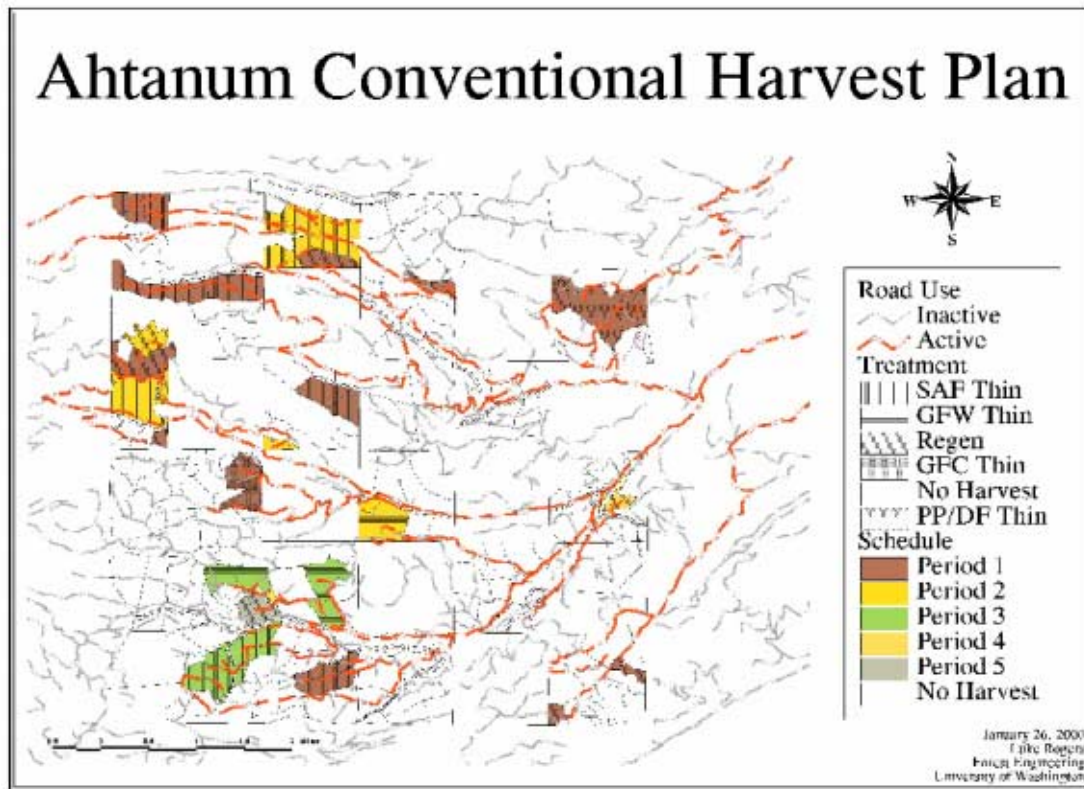 Ahtanum Conventional Harvest Plan
N
W E
S
Road Use
Inactive
Active
Treatment
SAF Thin
GFW Thin
Regen
GFC Thin
No Harvest
PP/DF Thin
Schedule
Period 1
Period 2
Period 3
Period 4
Period 5
No Harvest
January 26, 2000
Luke Rogers
Forest Engineering
University of Washington